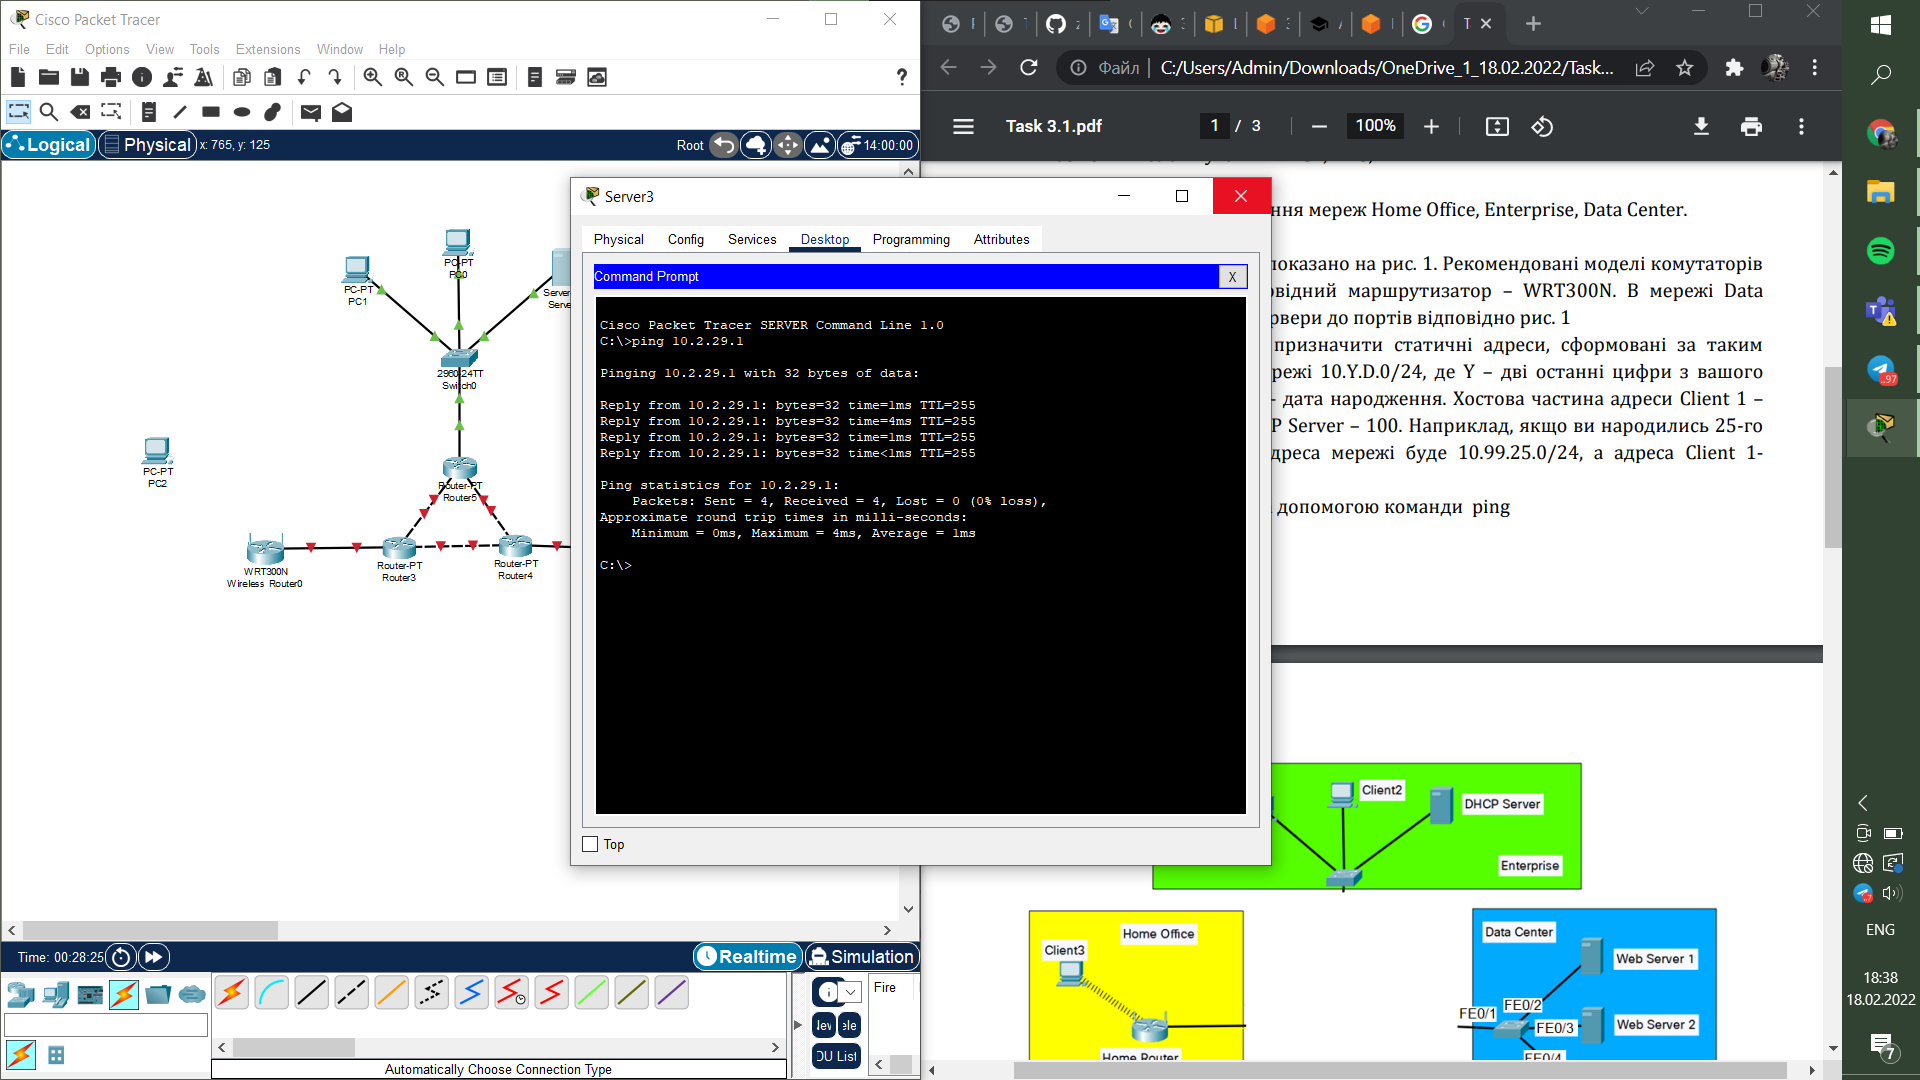 Cisco Packet Tracer
File Edit Options View Tools Extensions Window Help
?
Logical
Physical
x: 765, y: 125
Root
14:00:00
PC-PT
PC1
PC-PT
PC0
Server
Serve
2960-24TT
Switch0
PC-PT
PC2
Router-PT
Router5
WRT300N
Wireless Router0
Router-PT
Router3
Router-PT
Router4
Time: 00:28:25
Realtime
Simulation
Fire
Automatically Choose Connection Type
Server3
Physical Config Services Desktop Programming Attributes
Command Prompt
X
Cisco Packet Tracer SERVER Command Line 1.0
C:\>ping 10.2.29.1
Pinging 10.2.29.1 with 32 bytes of data:
Reply from 10.2.29.1: bytes=32 time=1ms TTL=255
Reply from 10.2.29.1: bytes=32 time=4ms TTL=255
Reply from 10.2.29.1: bytes=32 time=1ms TTL=255
Reply from 10.2.29.1: bytes=32 time<1ms TTL=255
Ping statistics for 10.2.29.1:
Packets: Sent = 4, Received = 4, Lost = 0 (0% loss),
Approximate round trip times in milli-seconds:
Minimum = 0ms, Maximum = 4ms, Average = 1ms
C:\>
Top
Файл
C:/Users/Admin/Downloads/OneDrive_1_18.02.2022/Task...
Task 3.1.pdf
1 / 3
100%
ння мереж Home Office, Enterprise, Data Center.
показано на рис. 1. Рекомендовані моделі комутаторів
відний маршрутизатор – WRT300N. В мережі Data
рвери до портів відповідно рис. 1
призначити статичні адреси, сформовані за таким
режі 10.Y.D.0/24, де Y – дві останні цифри з вашого
- дата народження. Хостова частина адреси Client 1 –
P Server – 100. Наприклад, якщо ви народились 25-го
дреса мережі буде 10.99.25.0/24, а адреса Client 1-
допомогою команди ping
Client2
DHCP Server
Enterprise
Home Office
Client3
Home Router
Data Center
Web Server 1
FE0/2
FE0/1
FE0/3
Web Server 2
FE0/4
97
ENG
18:38
18.02.2022
7